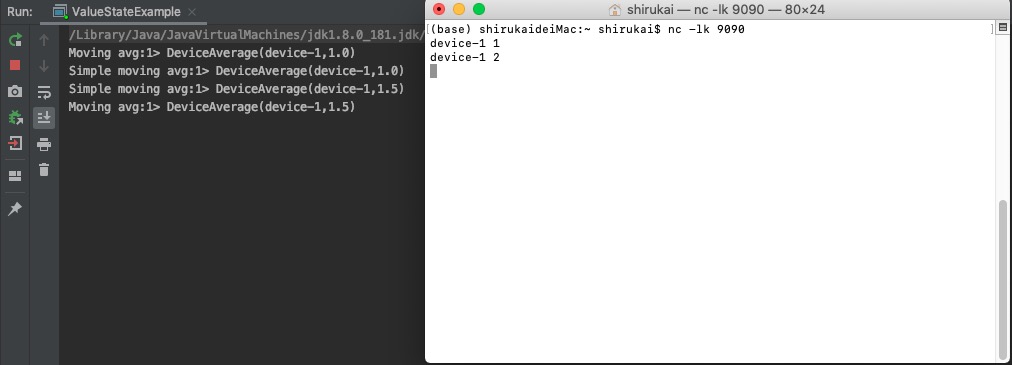 Run: ValueStateExample
/Library/Java/JavaVirtualMachines/jdk1.8.0_181.jdk/
Moving avg:1> DeviceAverage(device-1,1.0)
Simple moving avg:1> DeviceAverage(device-1,1.0)
Simple moving avg:1> DeviceAverage(device-1,1.5)
Moving avg:1> DeviceAverage(device-1,1.5)
shirukai — nc -lk 9090 — 80×24
[(base) shirukaideiMac:~ shirukai$ nc -lk 9090 ]
device-1 1
device-1 2